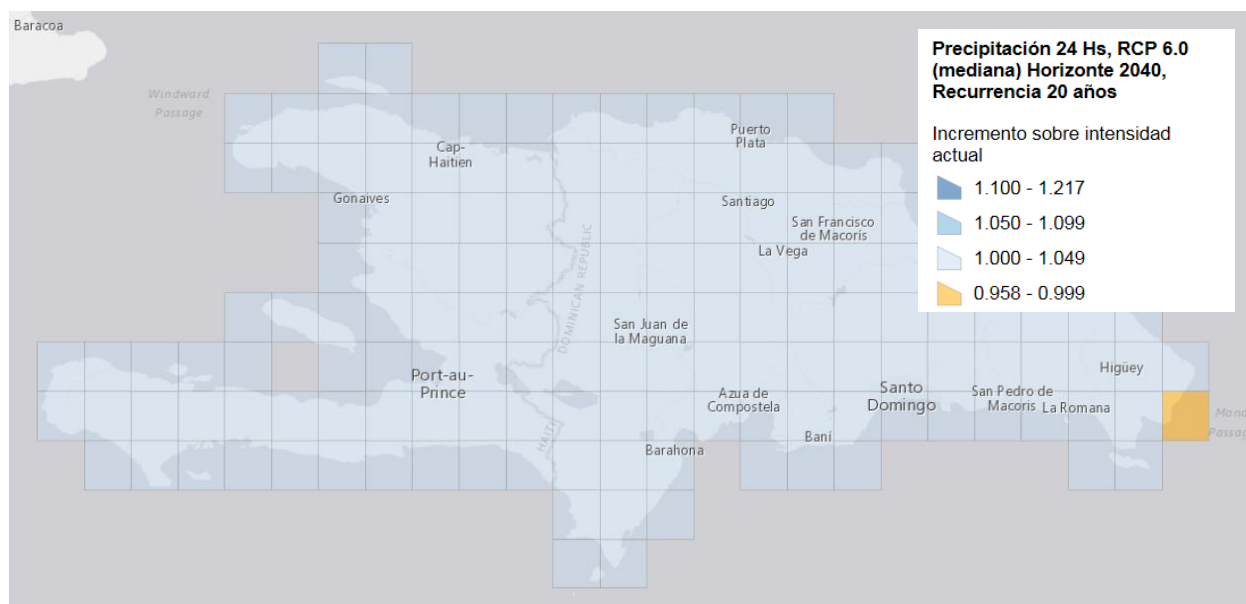 Baracoa
Windward
Passage
Precipitación 24 Hs, RCP 6.0
(mediana) Horizonte 2040,
Recurrencia 20 años
Incremento sobre intensidad
actual
1.100 - 1.217
1.050 - 1.099
1.000 - 1.049
0.958 - 0.999
Puerto
Plata
Cap-
Haitien
Gonaives
Santiago
San Francisco
de Macorís
La Vega
DOMINICAN REPUBLIC
HAITI
San Juan de
la Maguana
Port-au-
Prince
Higüey
Azua de
Compostela
Santo
Domingo
San Pedro de
Macoris
La Romana
Mona
Passage
Baní
Barahona